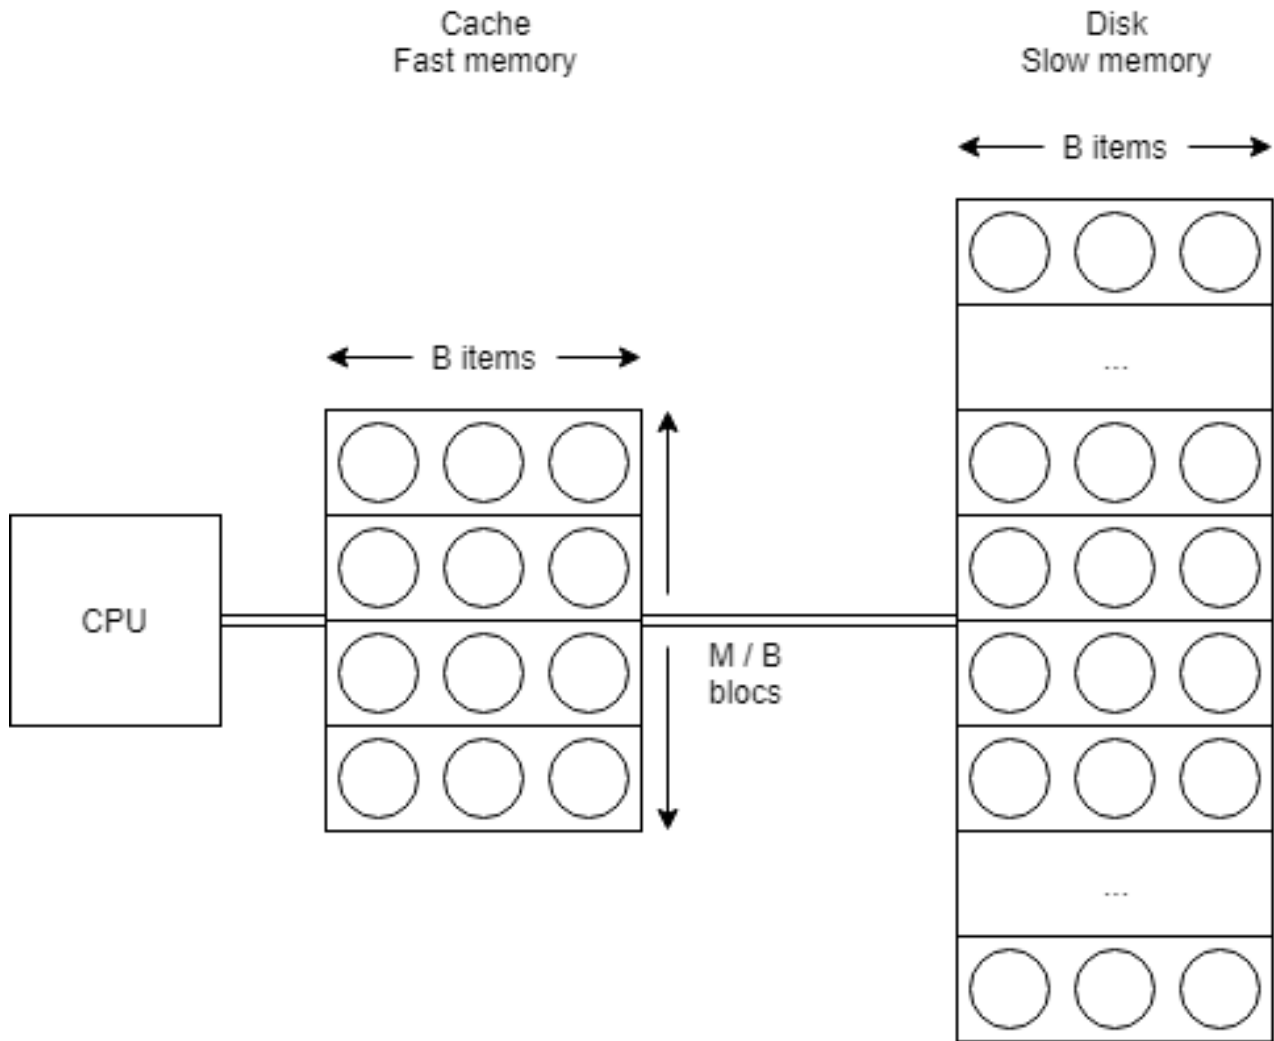 Cache
Fast memory
Disk
Slow memory
B items
...
B items
CPU
M / B
blocs
...